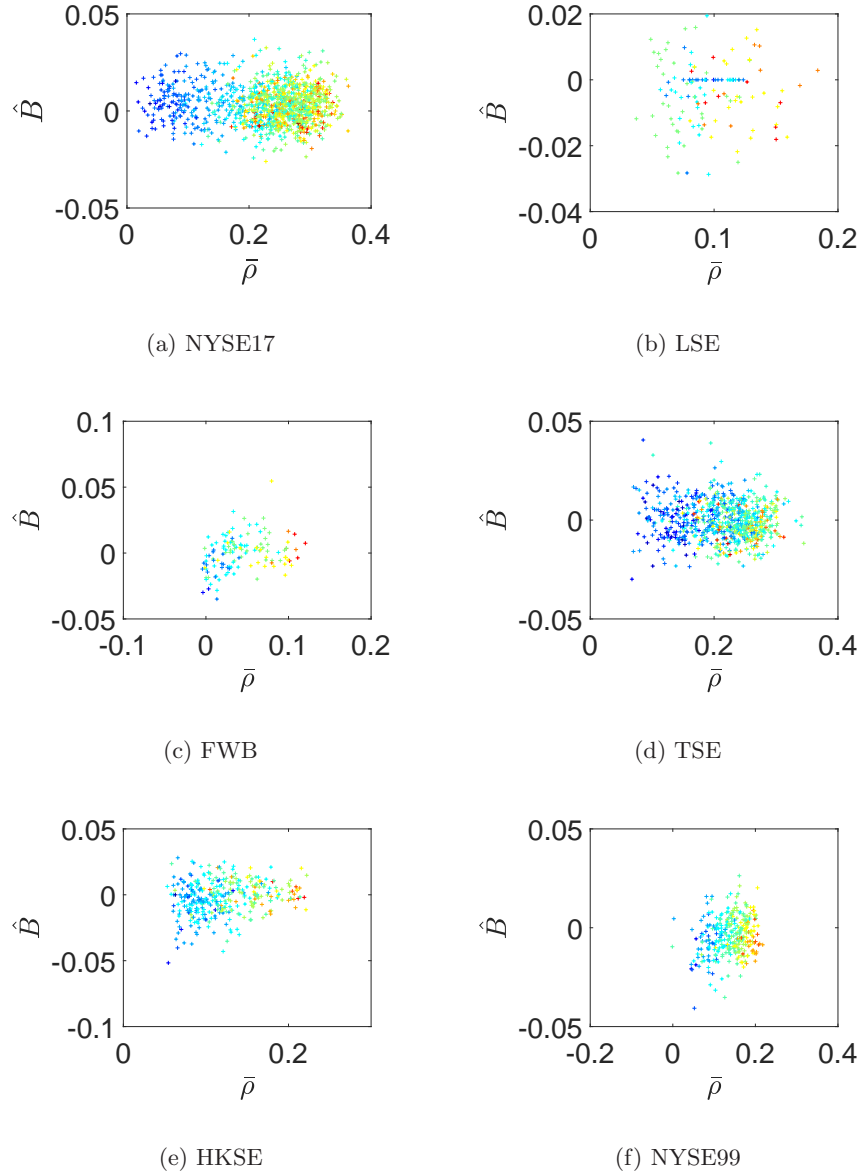 0.05
0
-0.05
0 0.2 0.4
B̂
ρ̄
(a) NYSE17
0.02
0
-0.02
-0.04
0 0.1 0.2
B̂
ρ̄
(b) LSE
0.1
0.05
0
-0.05
-0.1 0 0.1 0.2
B̂
ρ̄
(c) FWB
0.05
0
-0.05
0 0.2 0.4
B̂
ρ̄
(d) TSE
0.05
0
-0.05
-0.1
0 0.2
B̂
ρ̄
(e) HKSE
0.05
0
-0.05
-0.2 0 0.2 0.4
B̂
ρ̄
(f) NYSE99